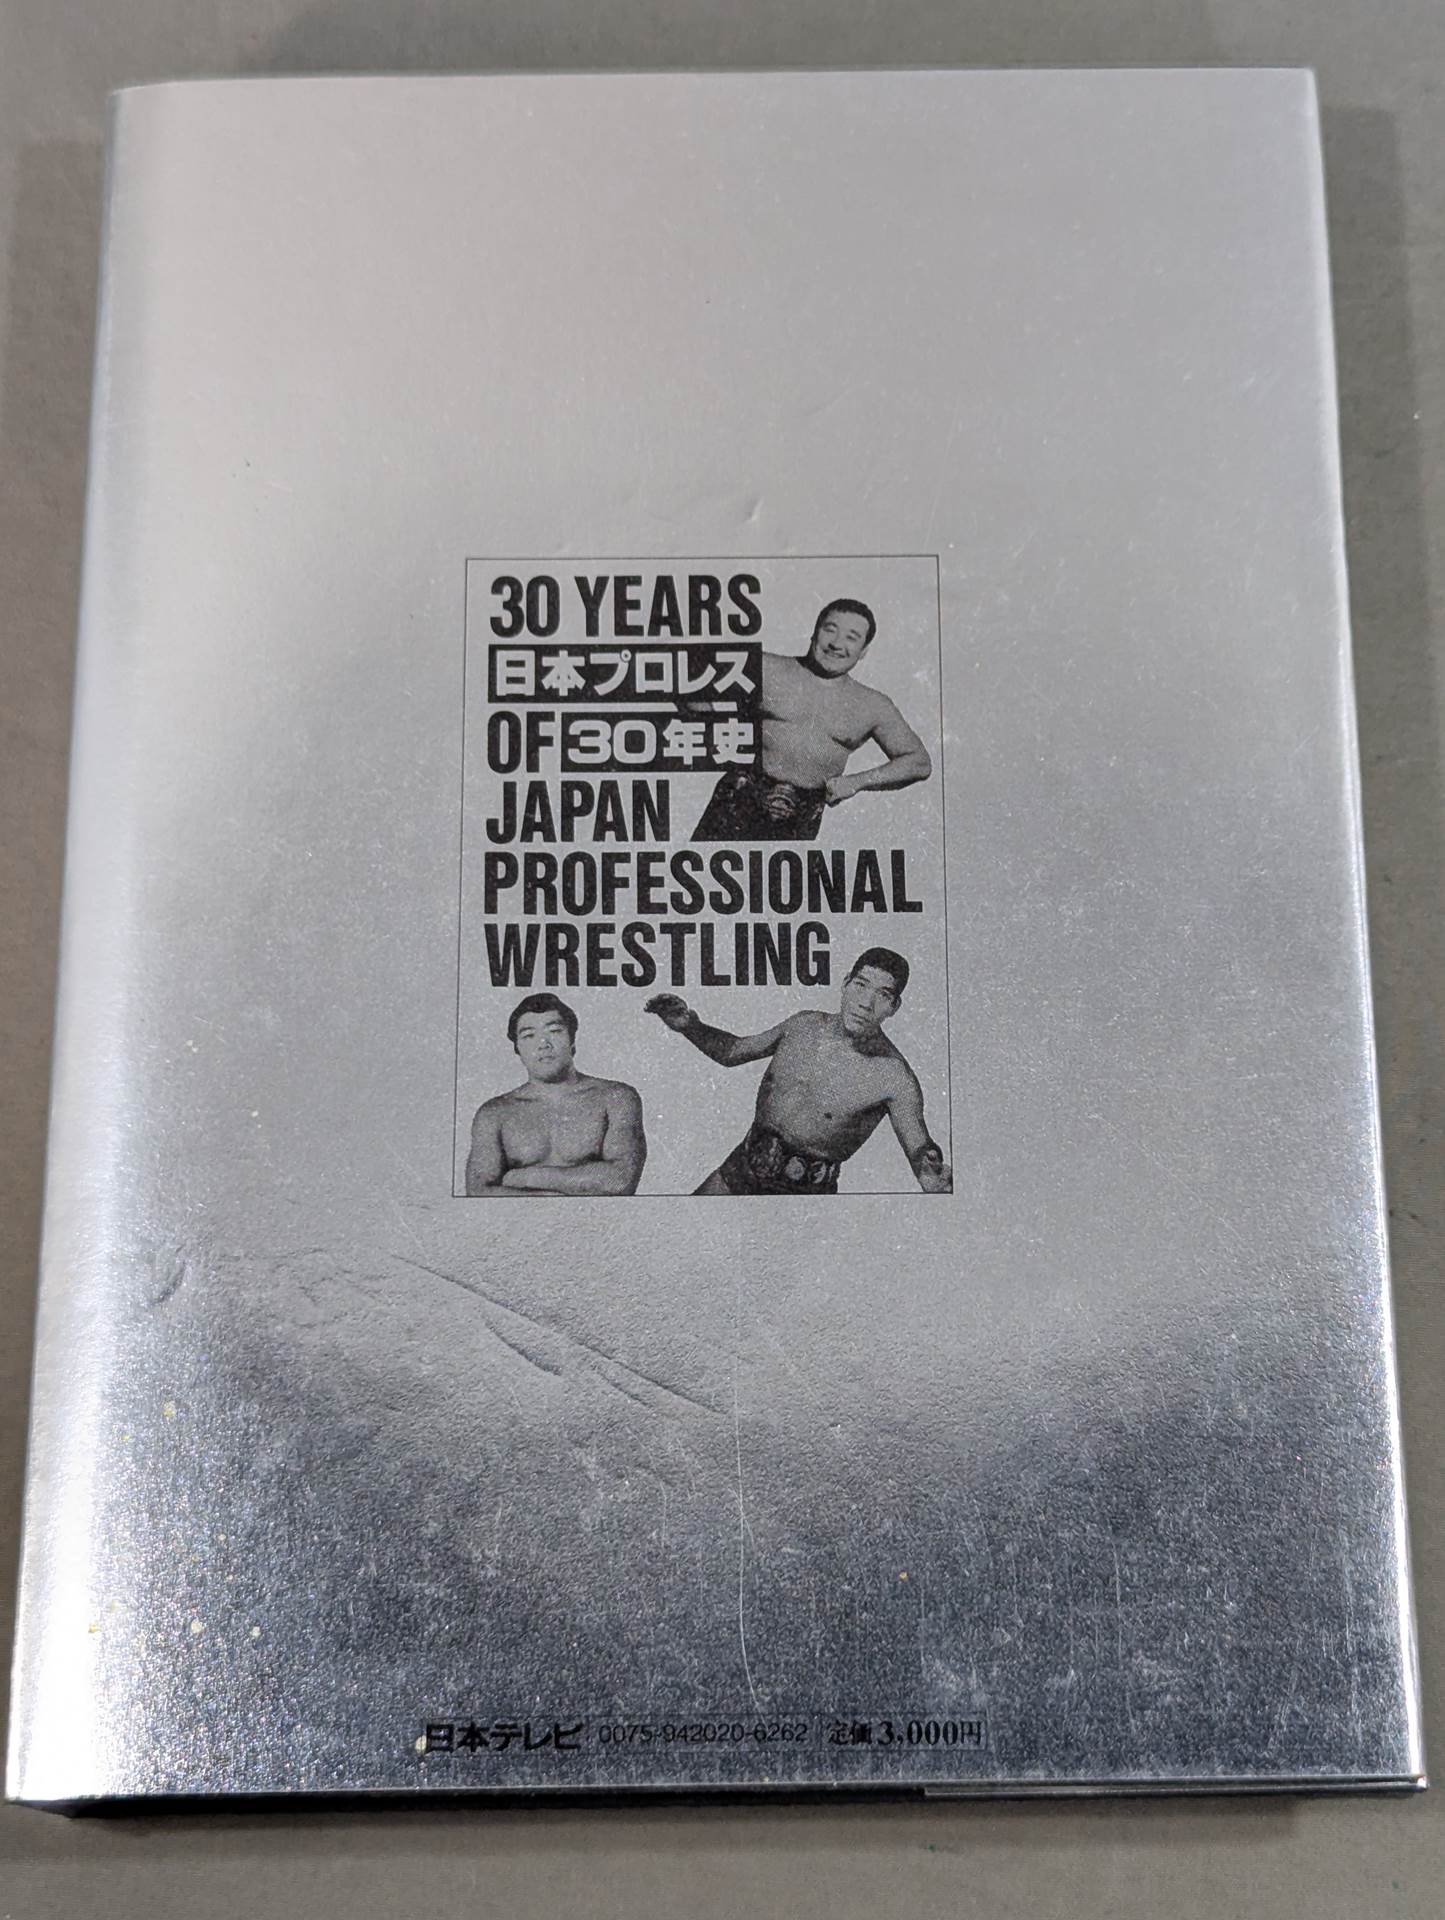 30 YEARS
日本プロレス
OF 30年史
JAPAN
PROFESSIONAL
WRESTLING
日本テレビ 0075-942020-6262 定価3,000円